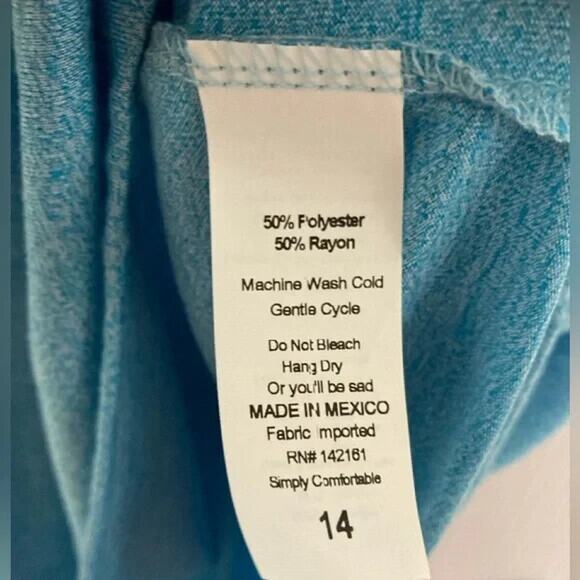 50% Polyester
50% Rayon
Machine Wash Cold
Gentle Cycle
Do Not Bleach
Hang Dry
Or you'll be sad
MADE IN MEXICO
Fabric Imported
RN# 142161
Simply Comfortable
14